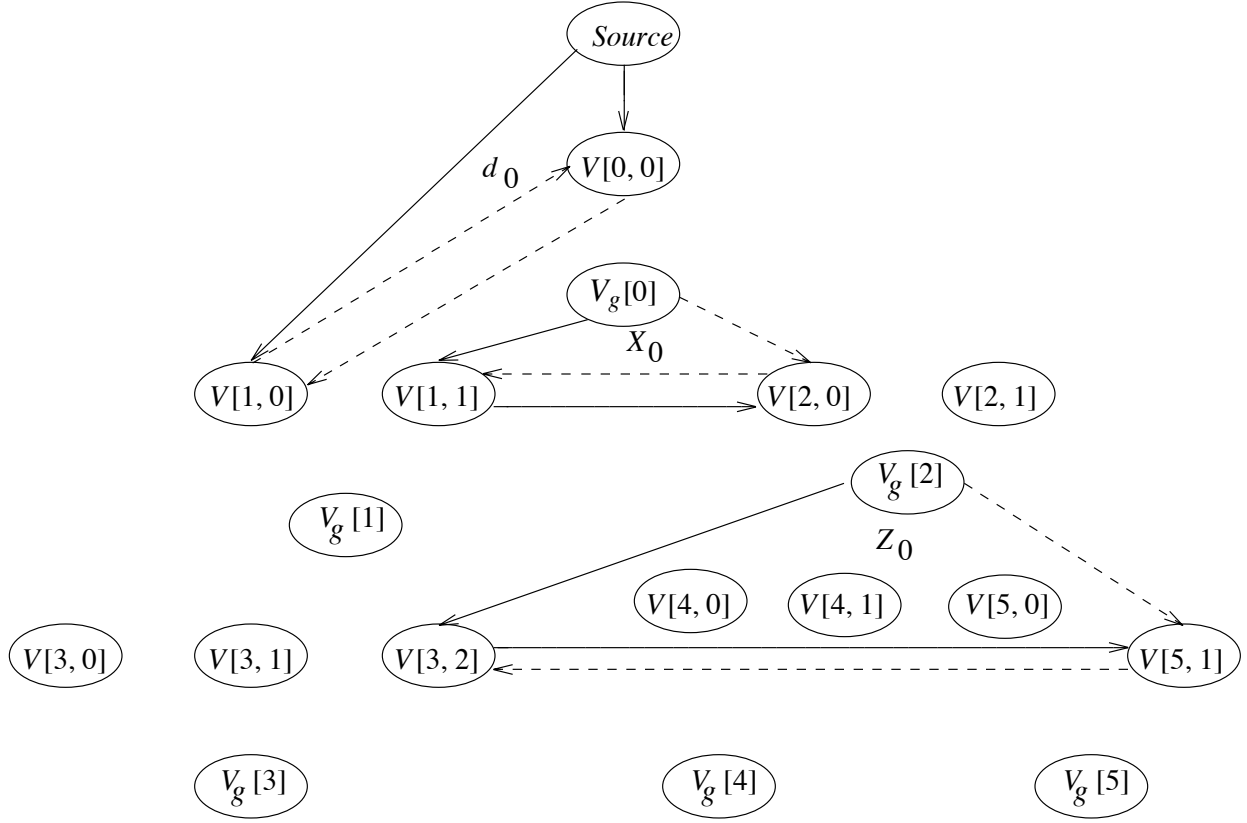 Source
d0
V[0, 0]
Vg[0]
X0
V[1, 0] V[1, 1] V[2, 0] V[2, 1]
Vg [2]
Vg [1]
Z0
V[4, 0] V[4, 1] V[5, 0]
V[3, 0] V[3, 1] V[3, 2] V[5, 1]
Vg [3] Vg [4] Vg [5]